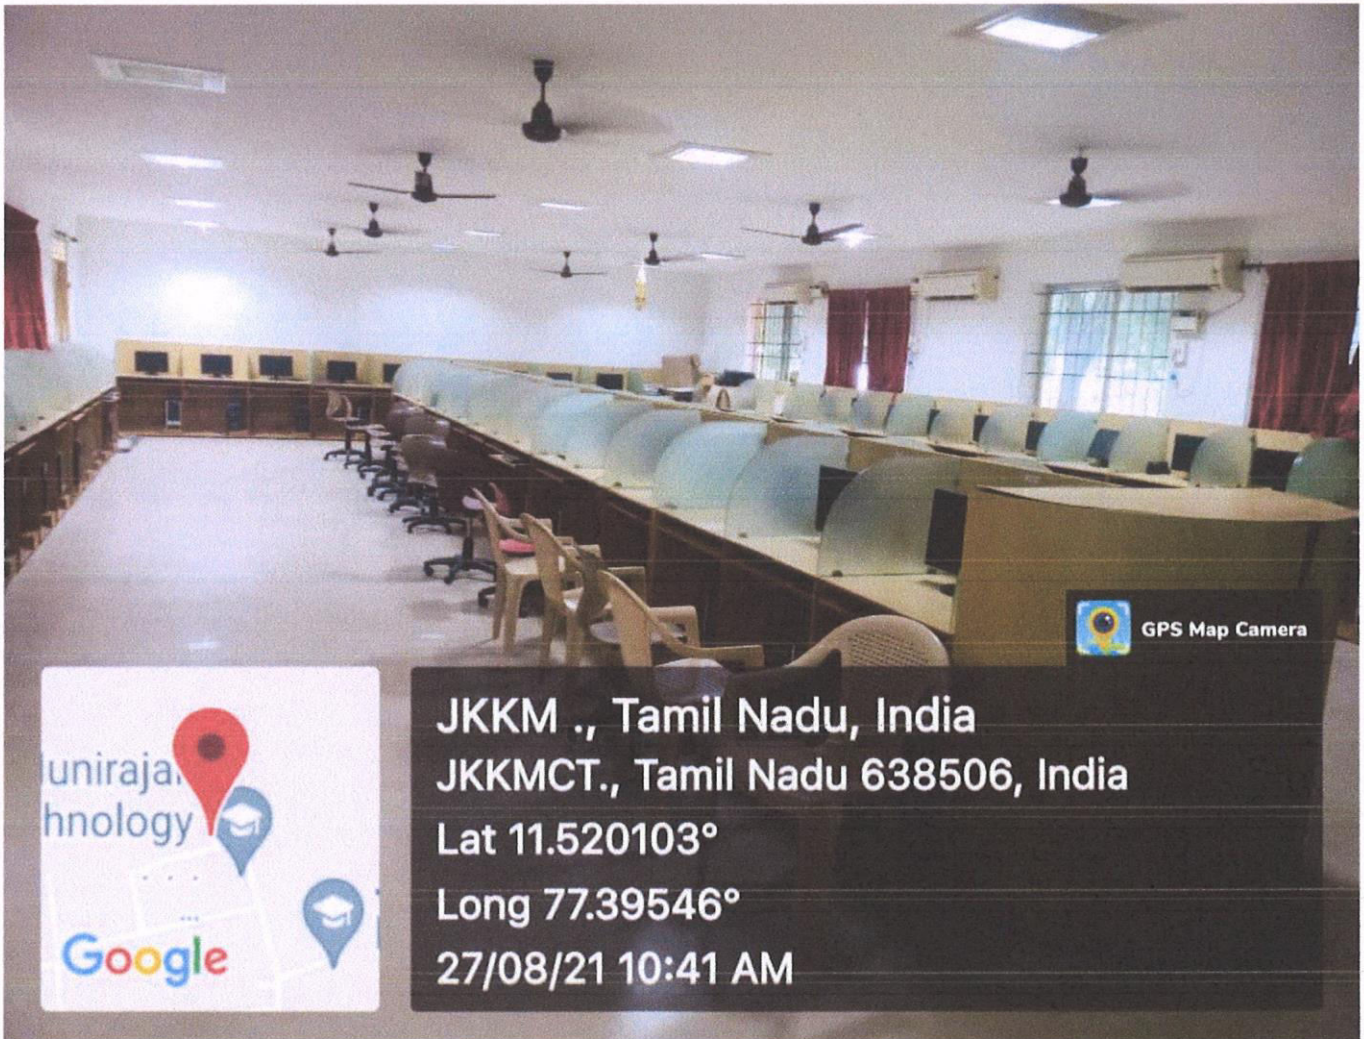 GPS Map Camera
JKKM ., Tamil Nadu, India
JKKMCT., Tamil Nadu 638506, India
Lat 11.520103°
Long 77.39546°
27/08/21 10:41 AM
hnology
Google